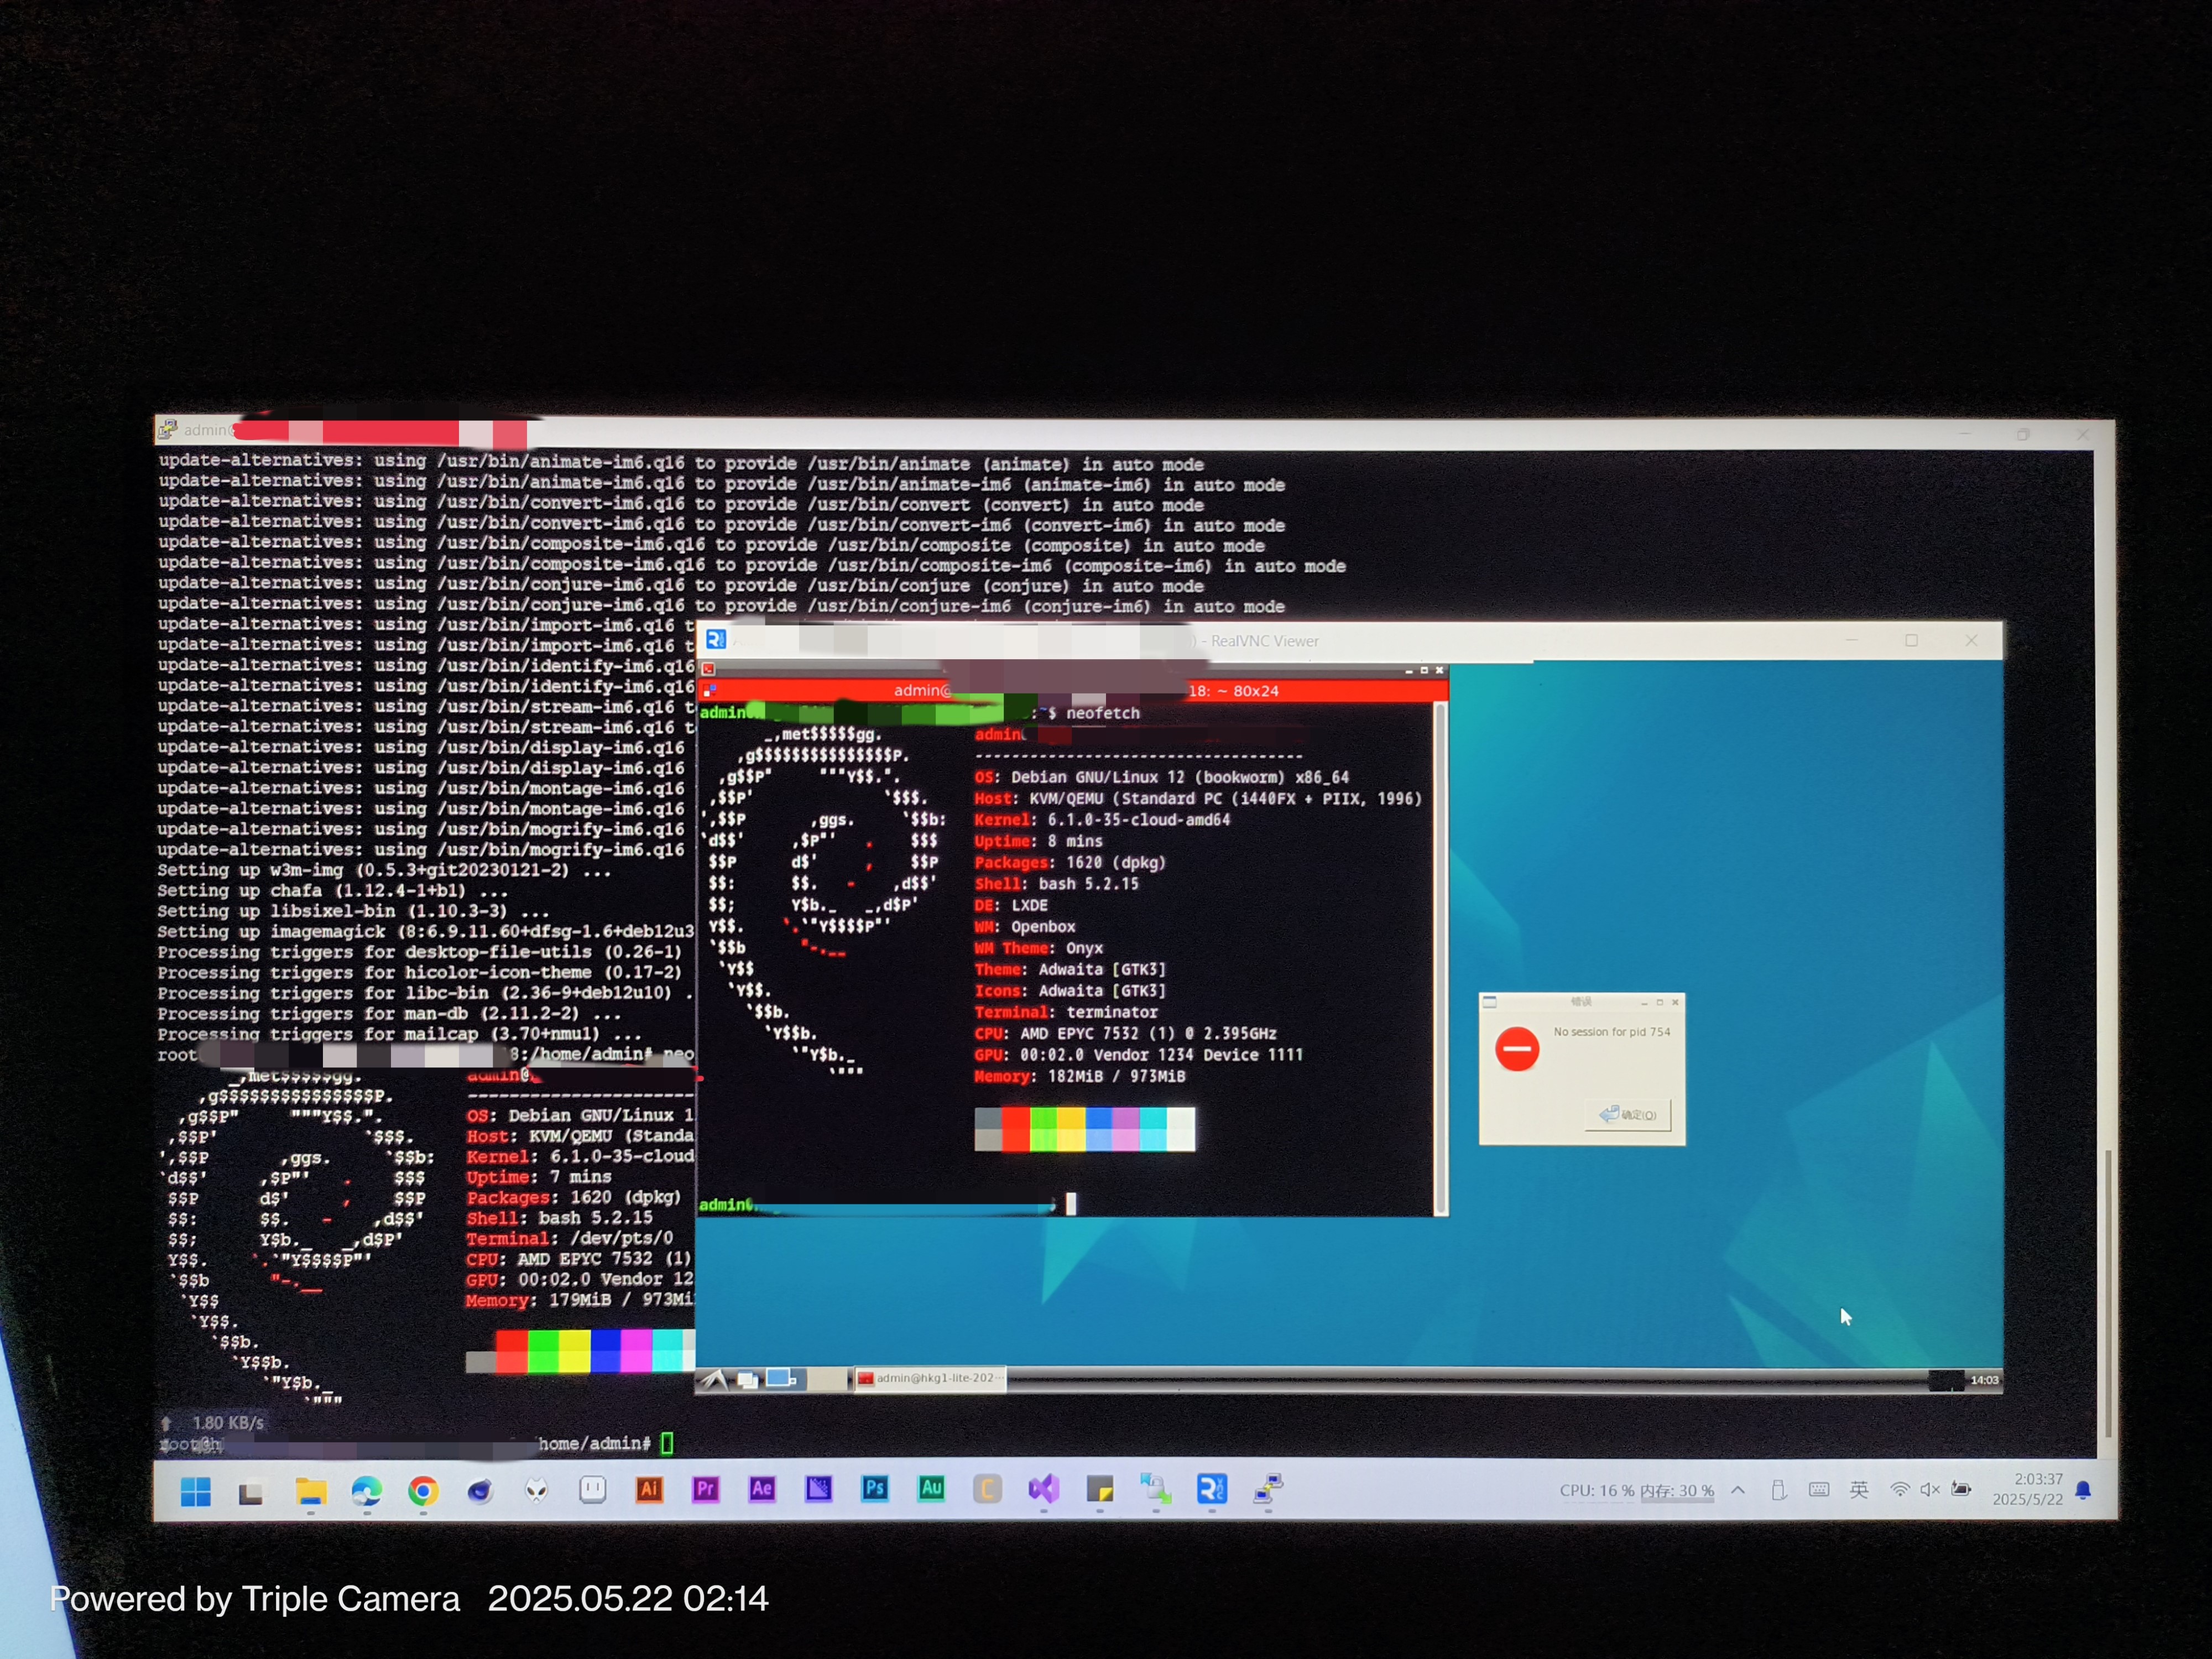 admin@
update-alternatives: using /usr/bin/animate-im6.q16 to provide /usr/bin/animate (animate) in auto mode
update-alternatives: using /usr/bin/animate-im6.q16 to provide /usr/bin/animate-im6 (animate-im6) in auto mode
update-alternatives: using /usr/bin/convert-im6.q16 to provide /usr/bin/convert (convert) in auto mode
update-alternatives: using /usr/bin/convert-im6.q16 to provide /usr/bin/convert-im6 (convert-im6) in auto mode
update-alternatives: using /usr/bin/composite-im6.q16 to provide /usr/bin/composite (composite) in auto mode
update-alternatives: using /usr/bin/composite-im6.q16 to provide /usr/bin/composite-im6 (composite-im6) in auto mode
update-alternatives: using /usr/bin/conjure-im6.q16 to provide /usr/bin/conjure (conjure) in auto mode
update-alternatives: using /usr/bin/conjure-im6.q16 to provide /usr/bin/conjure-im6 (conjure-im6) in auto mode
update-alternatives: using /usr/bin/import-im6.q16 t
update-alternatives: using /usr/bin/import-im6.q16 t
update-alternatives: using /usr/bin/identify-im6.q16
update-alternatives: using /usr/bin/identify-im6.q16
update-alternatives: using /usr/bin/stream-im6.q16 t
update-alternatives: using /usr/bin/stream-im6.q16 t
update-alternatives: using /usr/bin/display-im6.q16
update-alternatives: using /usr/bin/display-im6.q16
update-alternatives: using /usr/bin/montage-im6.q16
update-alternatives: using /usr/bin/montage-im6.q16
update-alternatives: using /usr/bin/mogrify-im6.q16
update-alternatives: using /usr/bin/mogrify-im6.q16
Setting up w3m-img (0.5.3+git20230121-2) ...
Setting up chafa (1.12.4-1+b1) ...
Setting up libsixel-bin (1.10.3-3) ...
Setting up imagemagick (8:6.9.11.60+dfsg-1.6+deb12u3
Processing triggers for desktop-file-utils (0.26-1)
Processing triggers for hicolor-icon-theme (0.17-2)
Processing triggers for libc-bin (2.36-9+deb12u10) .
Processing triggers for man-db (2.11.2-2) ...
Processing triggers for mailcap (3.70+nmu1) ...
root 8:/home/admin# neo
admin@
OS: Debian GNU/Linux 1
Host: KVM/QEMU (Standa
Kernel: 6.1.0-35-cloud
Uptime: 7 mins
Packages: 1620 (dpkg)
Shell: bash 5.2.15
Terminal: /dev/pts/0
CPU: AMD EPYC 7532 (1)
GPU: 00:02.0 Vendor 12
Memory: 179MiB / 973Mi
1.80 KB/s
root@h /home/admin#
) - RealVNC Viewer
admin@ 18: ~ 80x24
admin :~$ neofetch
admin
OS: Debian GNU/Linux 12 (bookworm) x86_64
Host: KVM/QEMU (Standard PC (i440FX + PIIX, 1996)
Kernel: 6.1.0-35-cloud-amd64
Uptime: 8 mins
Packages: 1620 (dpkg)
Shell: bash 5.2.15
DE: LXDE
WM: Openbox
WM Theme: Onyx
Theme: Adwaita [GTK3]
Icons: Adwaita [GTK3]
Terminal: terminator
CPU: AMD EPYC 7532 (1) @ 2.395GHz
GPU: 00:02.0 Vendor 1234 Device 1111
Memory: 182MiB / 973MiB
admin@
错误
No session for pid 754
确定(O)
admin@hkg1-lite-202···
14:03
Ai
Pr
Ae
Ps
Au
C
CPU: 16 % 内存: 30 %
英
2:03:37
2025/5/22
Powered by Triple Camera 2025.05.22 02:14